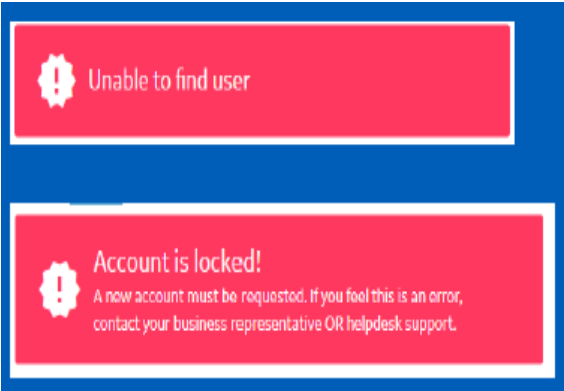 Unable to find user
Account is locked!
A new account must be requested. If you feel this is an error,
contact your business representative OR helpdesk support.